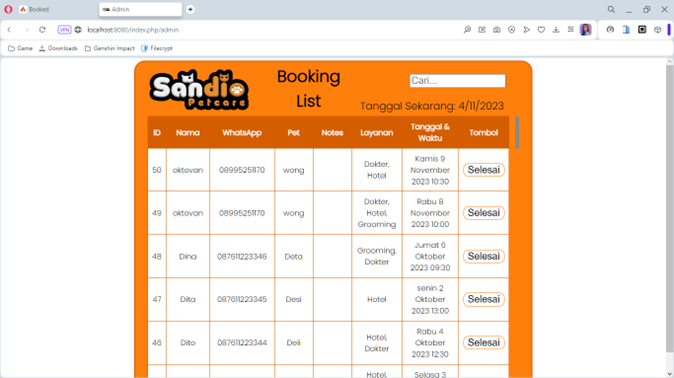 Booked
Admin
VPN
localhost:8080/index.php/admin
Game
Downloads
Genshin Impact
Filecrypt
Sandio
Petcare
Booking
List
Cari...
Tanggal Sekarang: 4/11/2023
ID Nama WhatsApp Pet Notes Layanan Tanggal & Waktu Tombol
50 oktovan 08995251170 wong Dokter, Hotel Kamis 9 November 2023 10:30 Selesai
49 oktovan 08995251170 wong Dokter, Hotel, Grooming Rabu 8 November 2023 10:00 Selesai
48 Dina 087611223346 Deta Grooming, Dokter Jumat 6 Oktober 2023 09:30 Selesai
47 Dita 087611223345 Desi Hotel senin 2 Oktober 2023 13:00 Selesai
46 Dito 087611223344 Deli Hotel, Dokter Rabu 4 Oktober 2023 12:30 Selesai
Hotel, Selasa 3